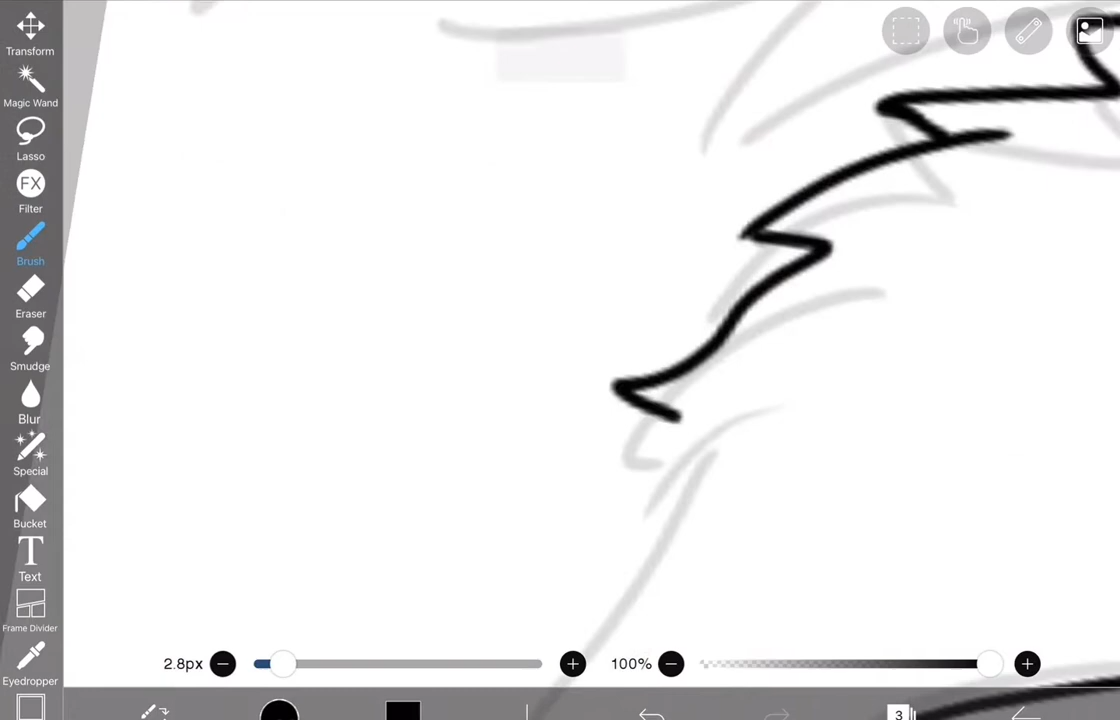 Transform
Magic Wand
Lasso
FX
Filter
Brush
Eraser
Smudge
Blur
Special
Bucket
T
Text
Frame Divider
Eyedropper
2.8px
100%
3